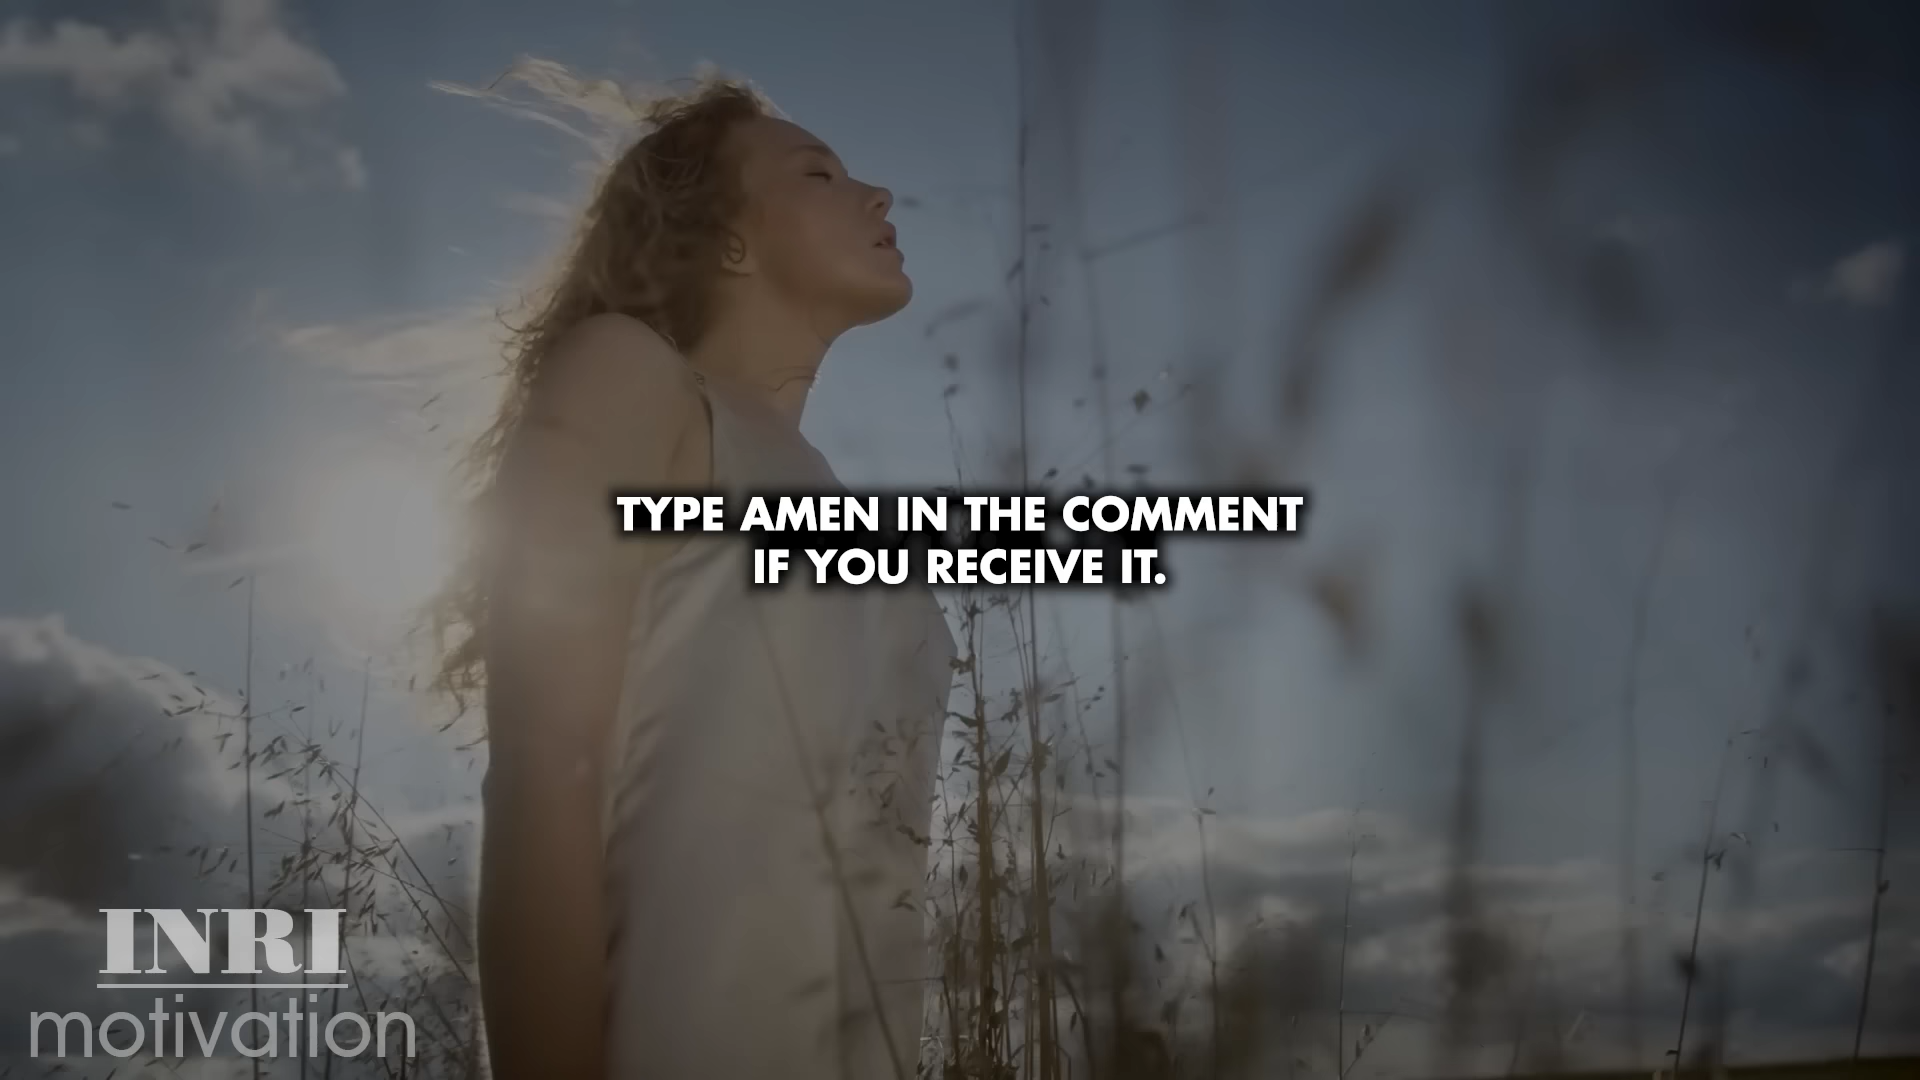 TYPE AMEN IN THE COMMENT
IF YOU RECEIVE IT.
INRI
motivation